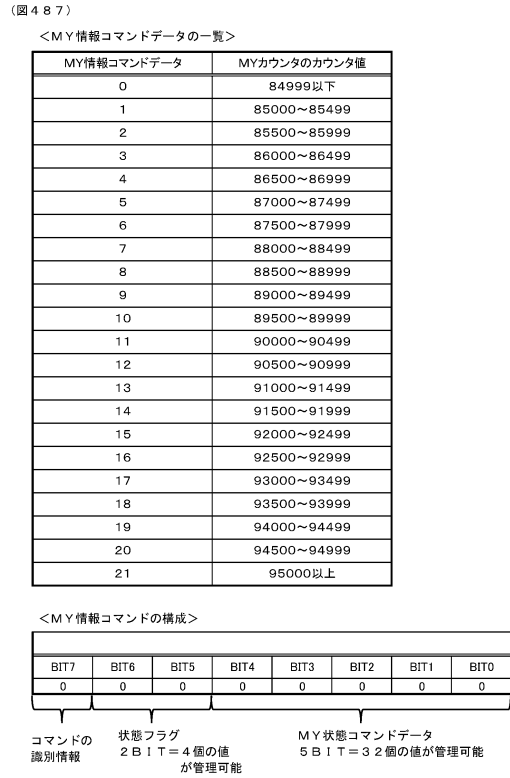 （図４８７）
＜ＭＹ情報コマンドデータの一覧＞
MY情報コマンドデータ MYカウンタのカウンタ値
0 84999以下
1 85000～85499
2 85500～85999
3 86000～86499
4 86500～86999
5 87000～87499
6 87500～87999
7 88000～88499
8 88500～88999
9 89000～89499
10 89500～89999
11 90000～90499
12 90500～90999
13 91000～91499
14 91500～91999
15 92000～92499
16 92500～92999
17 93000～93499
18 93500～93999
19 94000～94499
20 94500～94999
21 95000以上
＜ＭＹ情報コマンドの構成＞
BIT7 BIT6 BIT5 BIT4 BIT3 BIT2 BIT1 BIT0
0 0 0 0 0 0 0 0
コマンドの
識別情報
状態フラグ
２ＢＩＴ＝４個の値
が管理可能
ＭＹ状態コマンドデータ
５ＢＩＴ＝３２個の値が管理可能